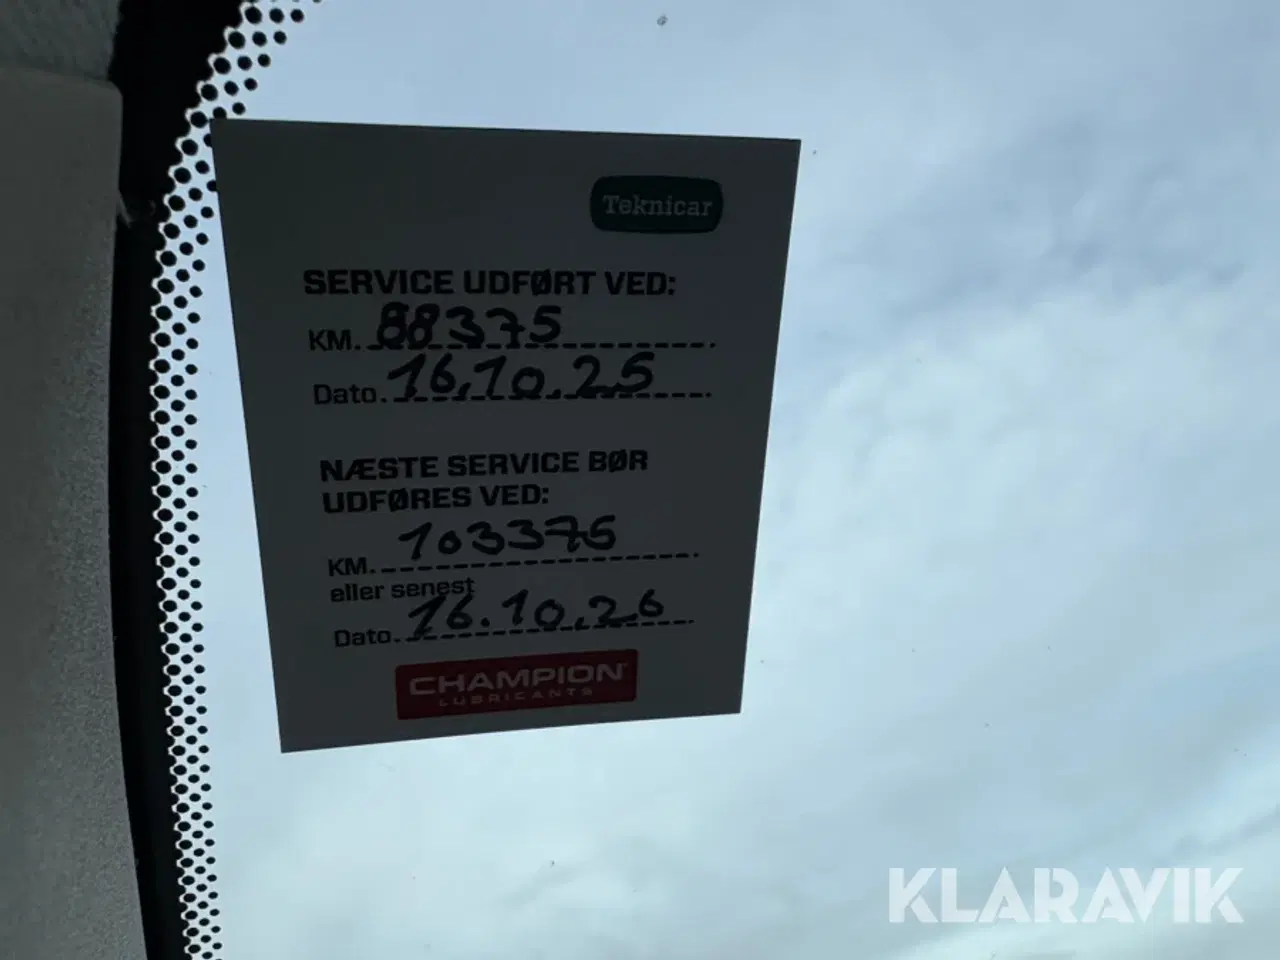 Teknicar
SERVICE UDFØRT VED:
KM. 88375
Dato. 16.10.25
NÆSTE SERVICE BØR
UDFØRES VED:
KM. 103375
eller senest
Dato. 16.10.26
CHAMPION
LUBRICANTS
KLARAVIK